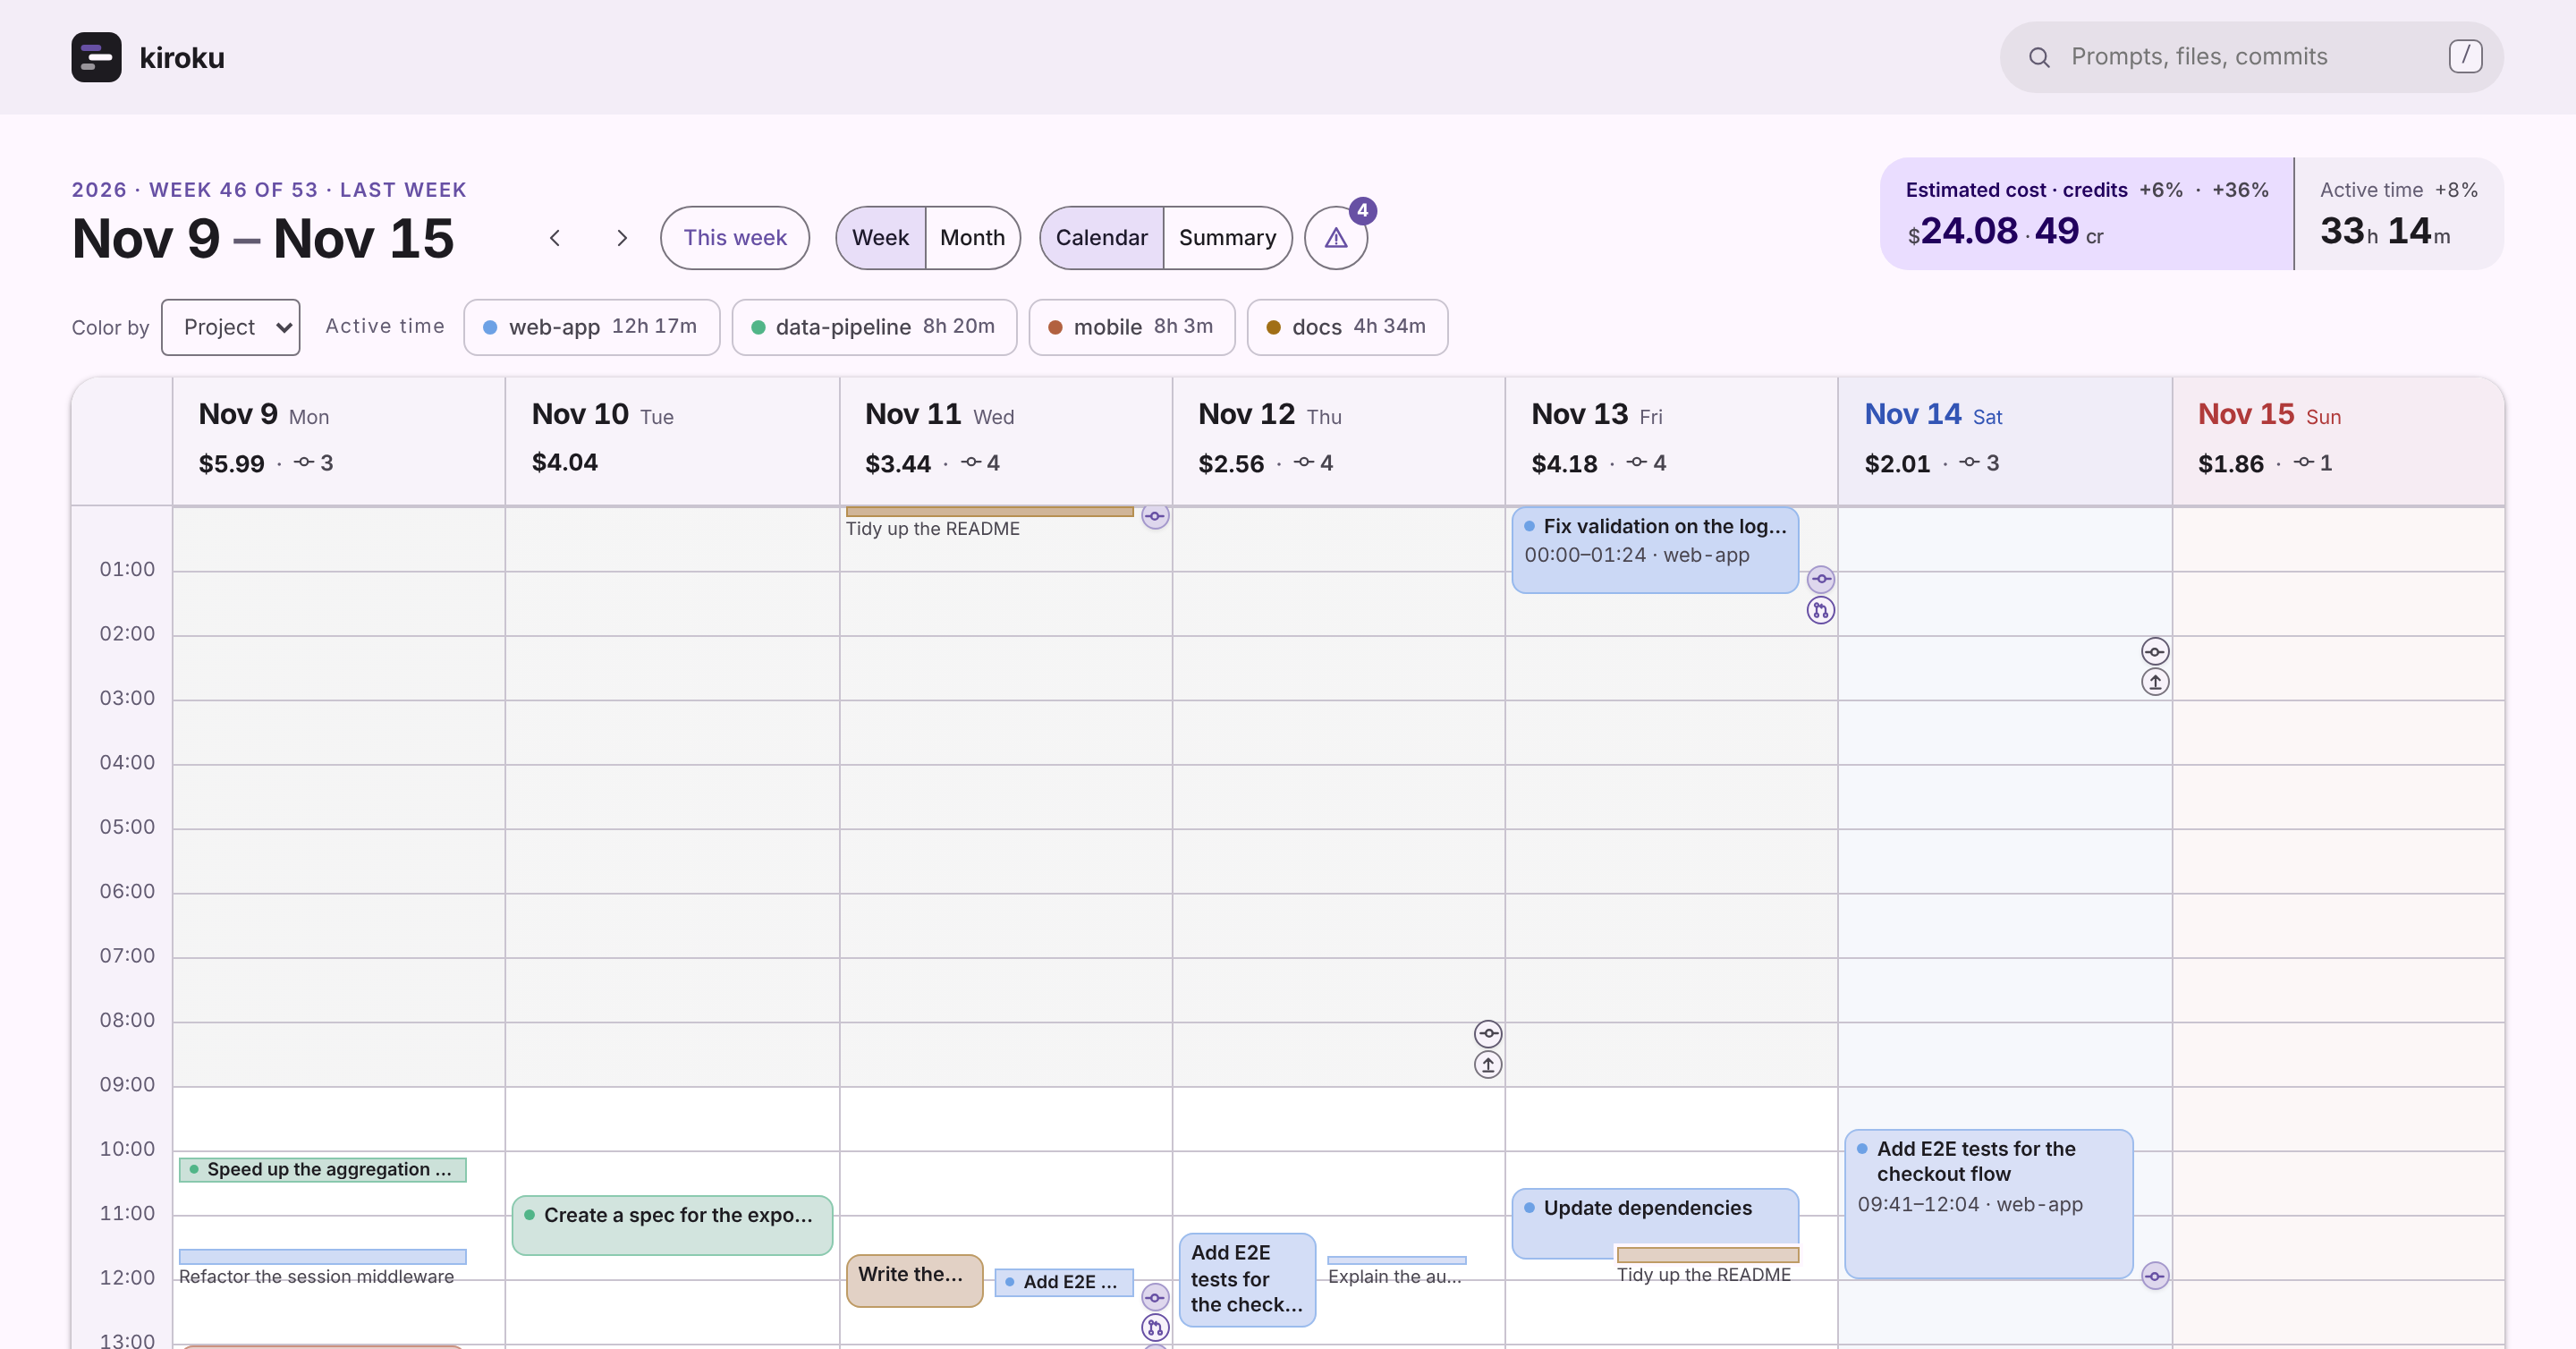 kiroku
Prompts, files, commits
/
2026 · WEEK 46 OF 53 · LAST WEEK
Nov 9 – Nov 15
This week
Week
Month
Calendar
Summary
4
Estimated cost · credits +6% · +36%
$24.08 · 49 cr
Active time +8%
33h 14m
Color by
Project
Active time
web-app 12h 17m
data-pipeline 8h 20m
mobile 8h 3m
docs 4h 34m
Nov 9 Mon
$5.99 · 3
Nov 10 Tue
$4.04
Nov 11 Wed
$3.44 · 4
Nov 12 Thu
$2.56 · 4
Nov 13 Fri
$4.18 · 4
Nov 14 Sat
$2.01 · 3
Nov 15 Sun
$1.86 · 1
01:00
02:00
03:00
04:00
05:00
06:00
07:00
08:00
09:00
10:00
11:00
12:00
13:00
Speed up the aggregation ...
Refactor the session middleware
Create a spec for the expo...
Tidy up the README
Write the...
Add E2E ...
Add E2E
tests for
the check...
Explain the au...
Fix validation on the log...
00:00–01:24 · web-app
Update dependencies
Tidy up the README
Add E2E tests for the
checkout flow
09:41–12:04 · web-app